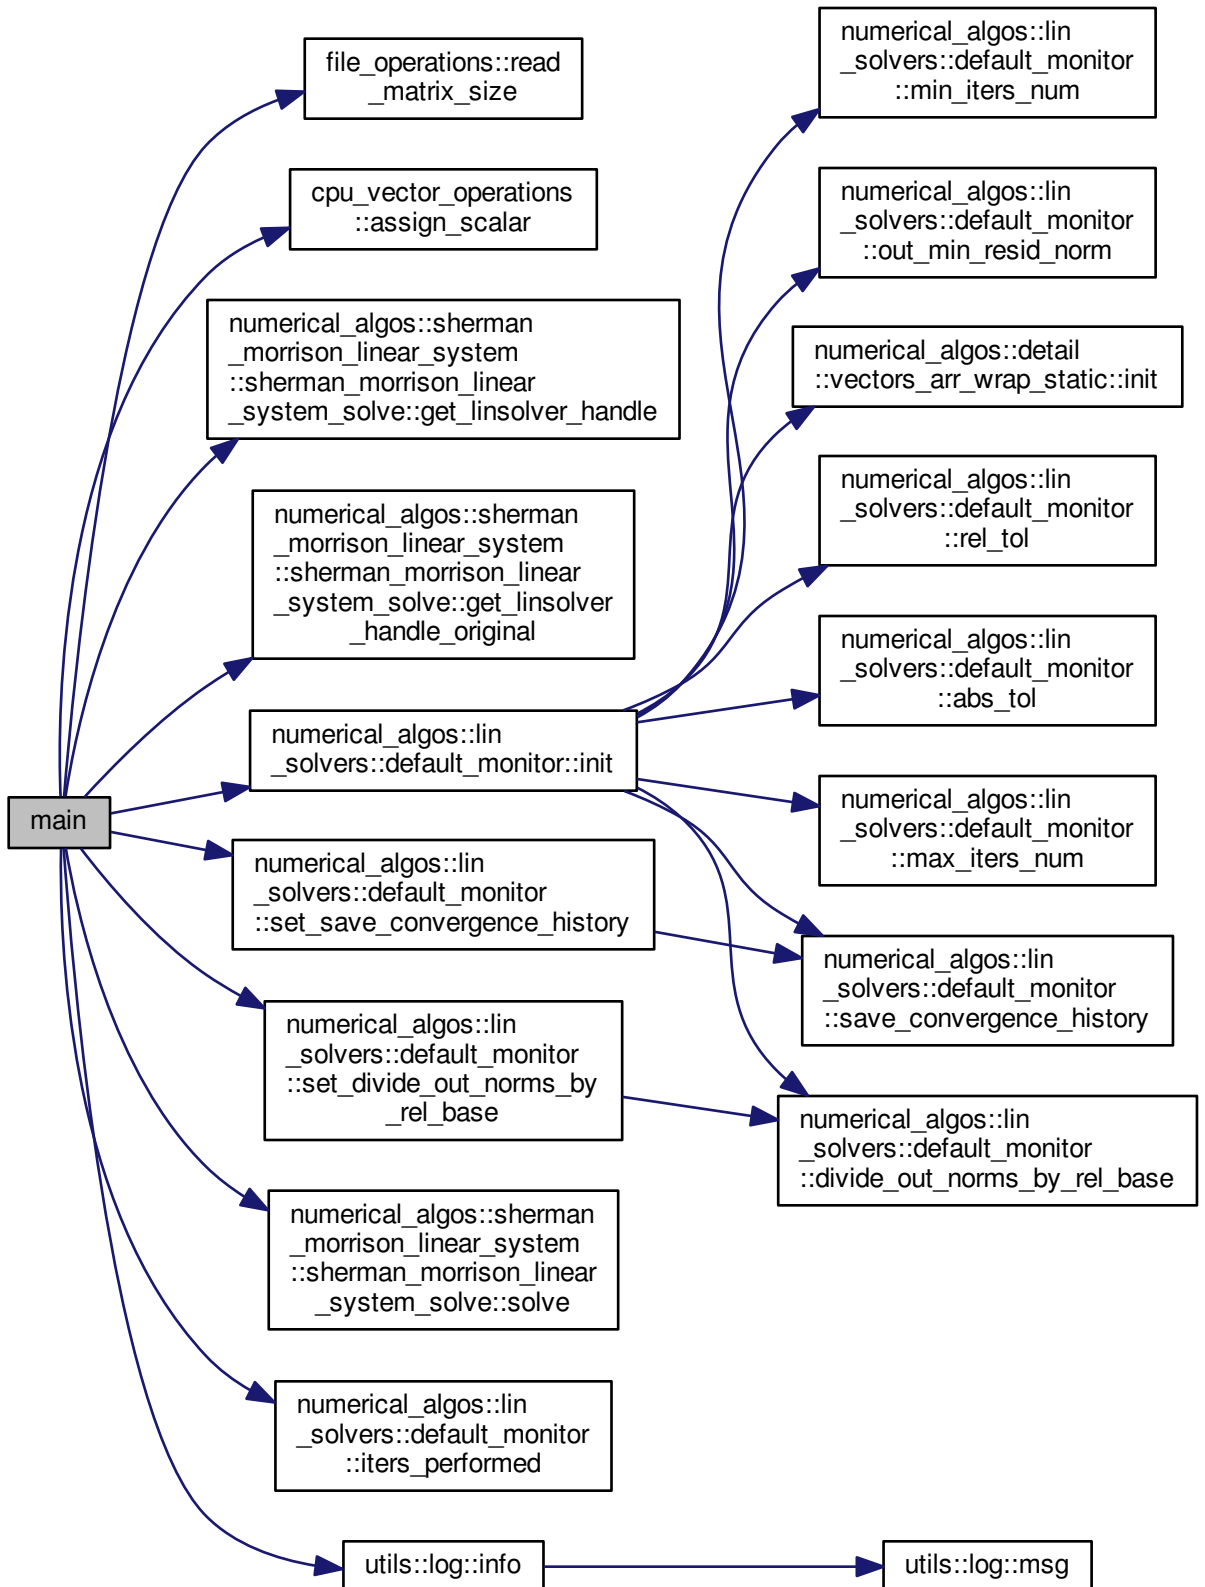 main
file_operations::read
_matrix_size
cpu_vector_operations
::assign_scalar
numerical_algos::sherman
_morrison_linear_system
::sherman_morrison_linear
_system_solve::get_linsolver_handle
numerical_algos::sherman
_morrison_linear_system
::sherman_morrison_linear
_system_solve::get_linsolver
_handle_original
numerical_algos::lin
_solvers::default_monitor::init
numerical_algos::lin
_solvers::default_monitor
::set_save_convergence_history
numerical_algos::lin
_solvers::default_monitor
::set_divide_out_norms_by
_rel_base
numerical_algos::sherman
_morrison_linear_system
::sherman_morrison_linear
_system_solve::solve
numerical_algos::lin
_solvers::default_monitor
::iters_performed
utils::log::info
numerical_algos::lin
_solvers::default_monitor
::min_iters_num
numerical_algos::lin
_solvers::default_monitor
::out_min_resid_norm
numerical_algos::detail
::vectors_arr_wrap_static::init
numerical_algos::lin
_solvers::default_monitor
::rel_tol
numerical_algos::lin
_solvers::default_monitor
::abs_tol
numerical_algos::lin
_solvers::default_monitor
::max_iters_num
numerical_algos::lin
_solvers::default_monitor
::save_convergence_history
numerical_algos::lin
_solvers::default_monitor
::divide_out_norms_by_rel_base
utils::log::msg